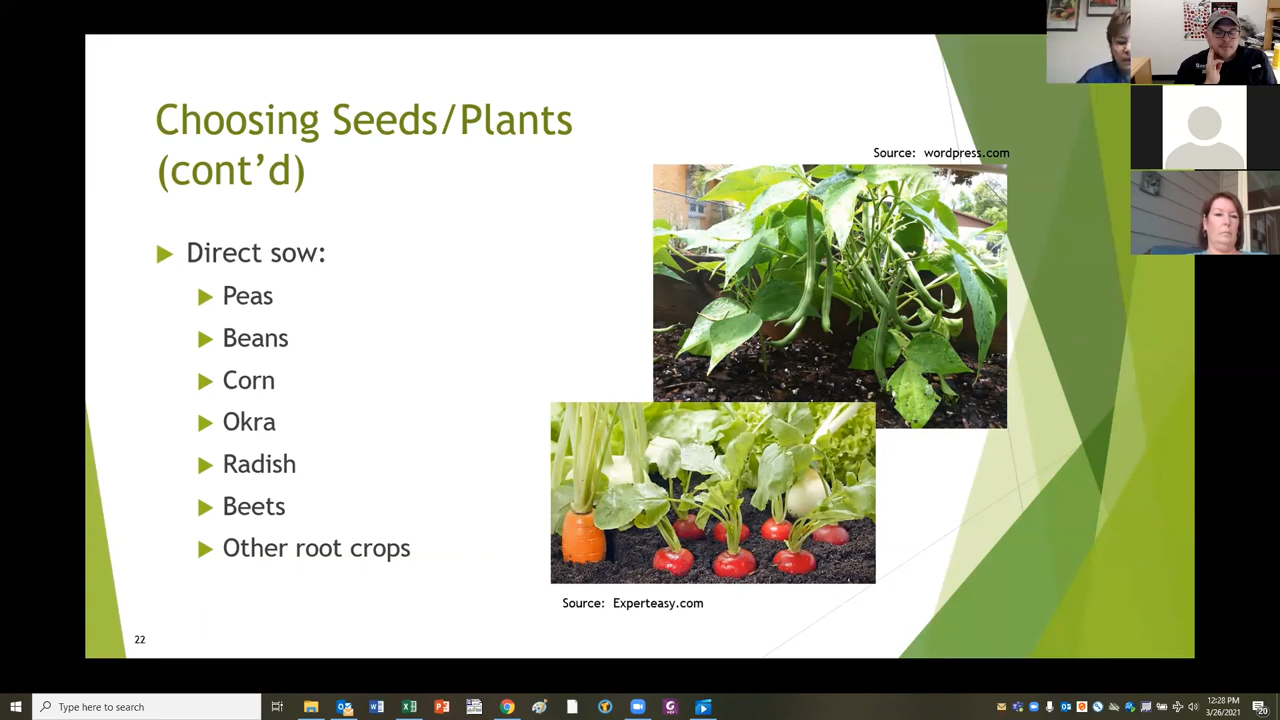 Choosing Seeds/Plants
(cont’d)
Source: wordpress.com
Direct sow:
Peas
Beans
Corn
Okra
Radish
Beets
Other root crops
Source: Experteasy.com
22
Type here to search
12:28 PM
3/26/2021
20